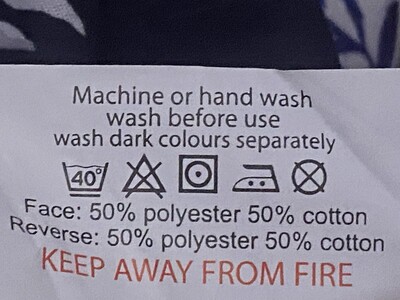 Machine or hand wash
wash before use
wash dark colours separately
40°
Face: 50% polyester 50% cotton
Reverse: 50% polyester 50% cotton
KEEP AWAY FROM FIRE